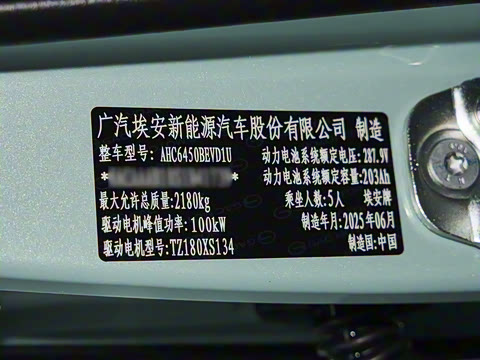 广汽埃安新能源汽车股份有限公司 制造
整车型号: AHC6450BEVD1U 动力电池系统额定电压: 287.9V
动力电池系统额定容量: 203Ah
最大允许总质量: 2180kg 乘坐人数: 5人 埃安牌
驱动电机峰值功率: 100kW 制造年月: 2025年06月
驱动电机型号: TZ180XS134 制造国: 中国